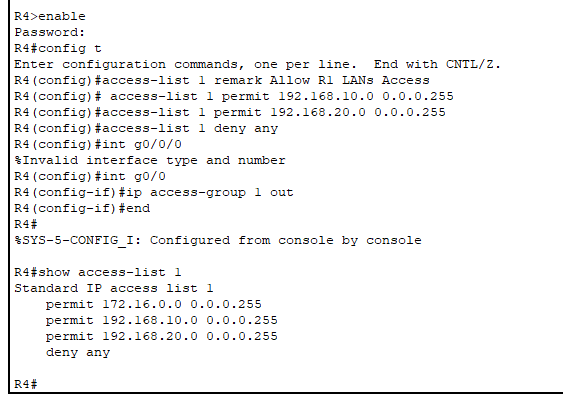 R4>enable
Password:
R4#config t
Enter configuration commands, one per line.  End with CNTL/Z.
R4(config)#access-list 1 remark Allow R1 LANs Access
R4(config)# access-list 1 permit 192.168.10.0 0.0.0.255
R4(config)#access-list 1 permit 192.168.20.0 0.0.0.255
R4(config)#access-list 1 deny any
R4(config)#int g0/0/0
%Invalid interface type and number
R4(config)#int g0/0
R4(config-if)#ip access-group 1 out
R4(config-if)#end
R4#
%SYS-5-CONFIG_I: Configured from console by console
R4#show access-list 1
Standard IP access list 1
    permit 172.16.0.0 0.0.0.255
    permit 192.168.10.0 0.0.0.255
    permit 192.168.20.0 0.0.0.255
    deny any
R4#